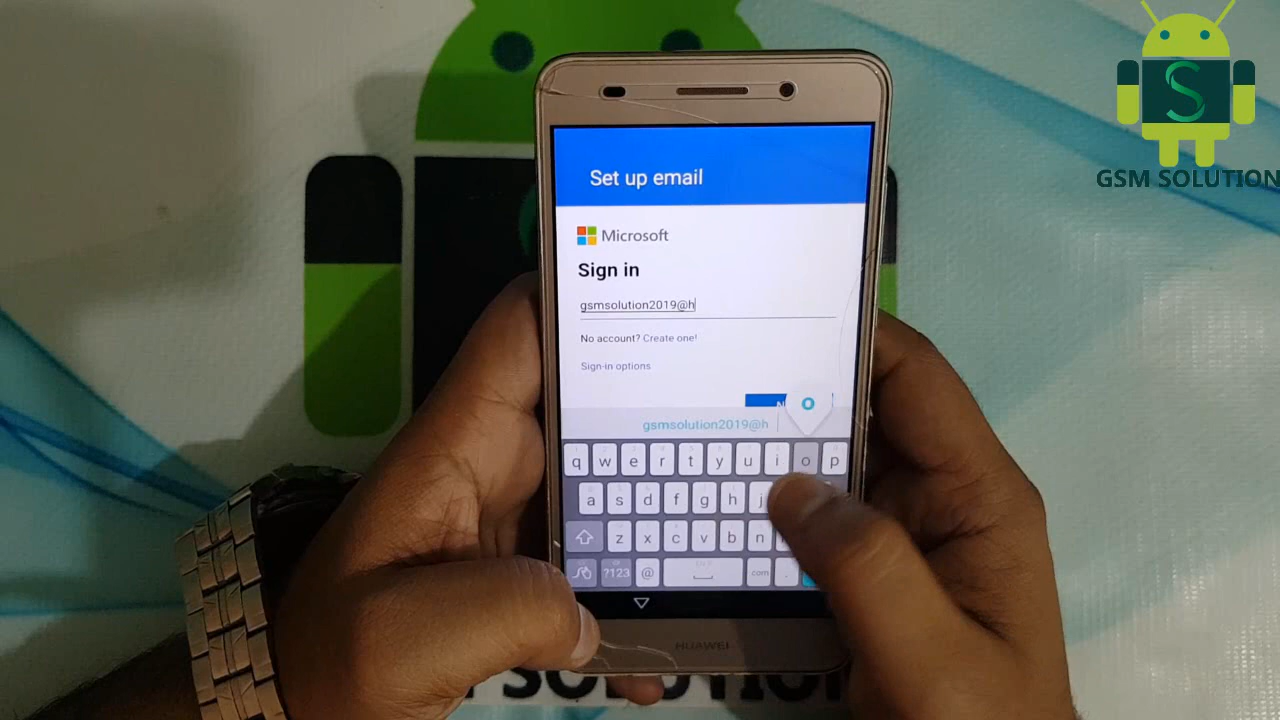 GSM SOLUTION
Set up email
Microsoft
Sign in
gsmsolution2019@h
No account? Create one!
Sign-in options
N
O
gsmsolution2019@h
q w e r t y u i o p
a s d f g h j
z x c v b n
?123 @ com .
HUAWEI